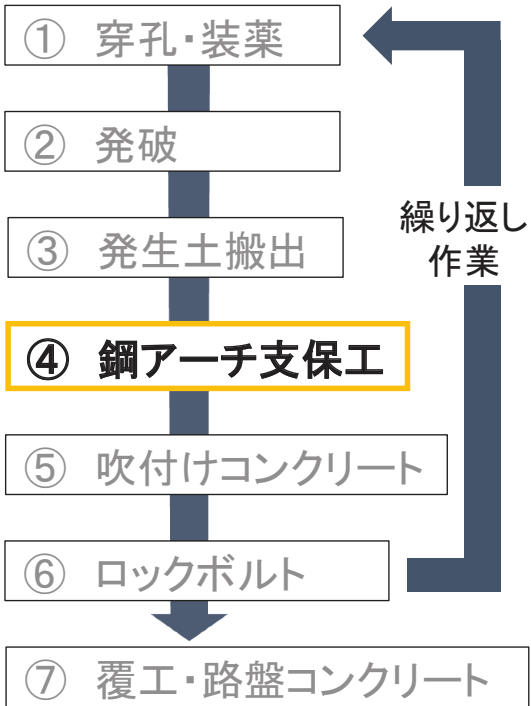 ① 穿孔・装薬
② 発破
③ 発生土搬出
繰り返し
作業
④ 鋼アーチ支保工
⑤ 吹付けコンクリート
⑥ ロックボルト
⑦ 覆工・路盤コンクリート